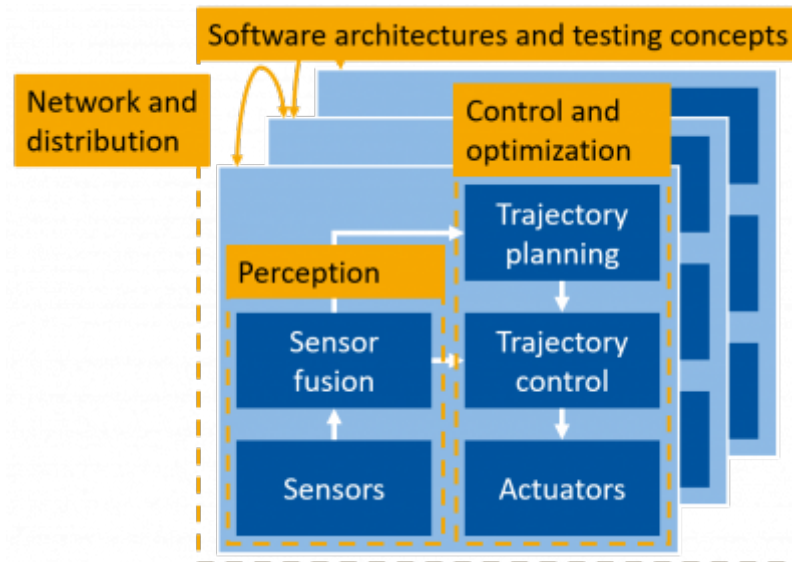 Software architectures and testing concepts
Network and
distribution
Control and
optimization
Trajectory
planning
Perception
Sensor
fusion
Trajectory
control
Sensors
Actuators